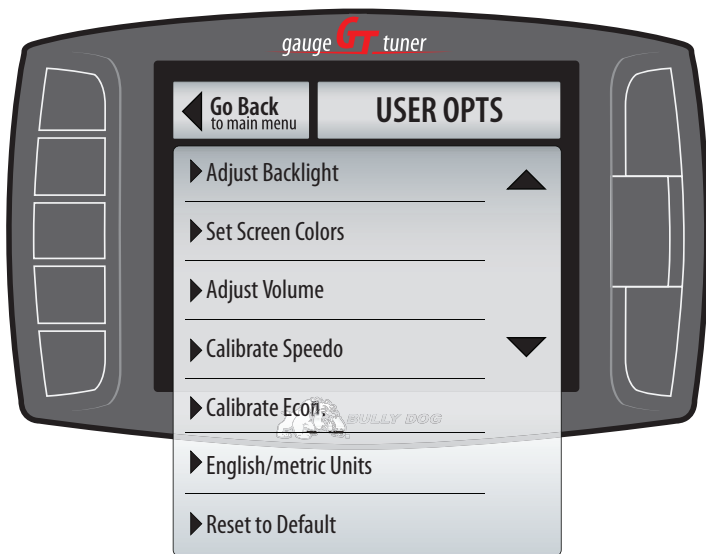 gauge GT tuner
Go Back
to main menu
USER OPTS
Adjust Backlight
Set Screen Colors
Adjust Volume
Calibrate Speedo
Calibrate Econ.
BULLY DOG
English/metric Units
Reset to Default